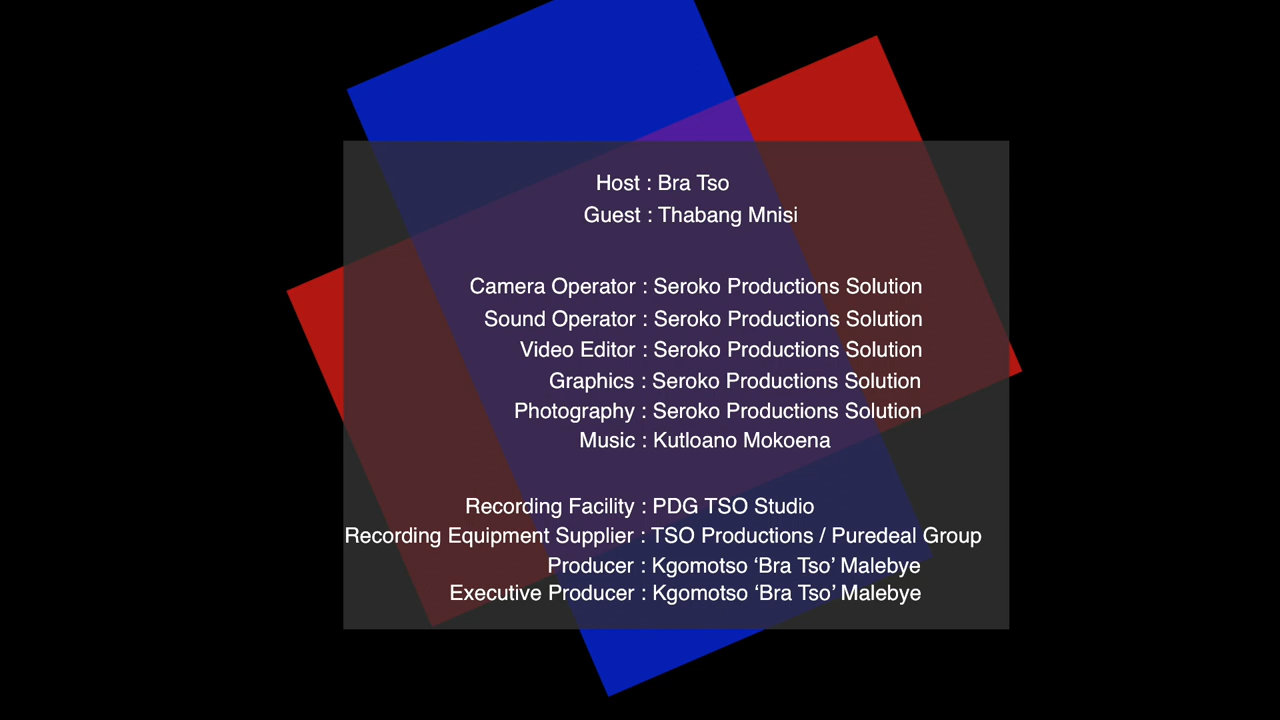 Host : Bra Tso
Guest : Thabang Mnisi
Camera Operator : Seroko Productions Solution
Sound Operator : Seroko Productions Solution
Video Editor : Seroko Productions Solution
Graphics : Seroko Productions Solution
Photography : Seroko Productions Solution
Music : Kutloano Mokoena
Recording Facility : PDG TSO Studio
Recording Equipment Supplier : TSO Productions / Puredeal Group
Producer : Kgomotso ‘Bra Tso’ Malebye
Executive Producer : Kgomotso ‘Bra Tso’ Malebye